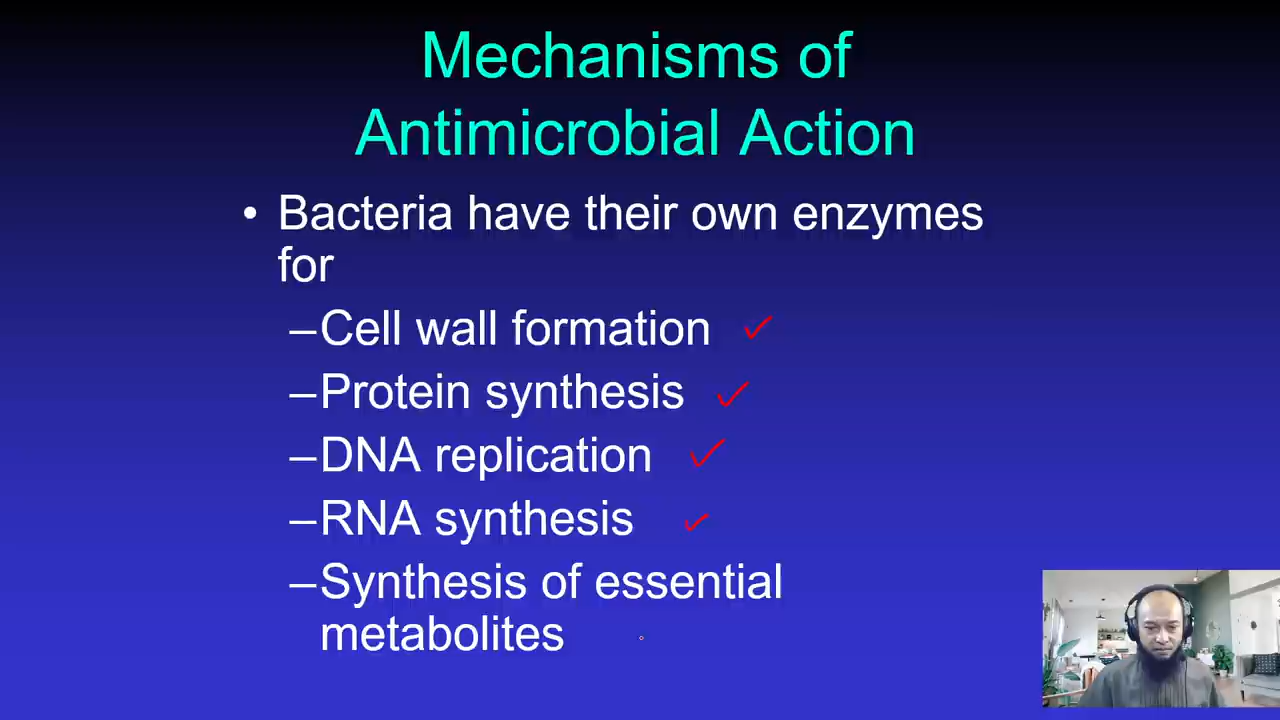 Mechanisms of
Antimicrobial Action
• Bacteria have their own enzymes
for
–Cell wall formation
–Protein synthesis
–DNA replication
–RNA synthesis
–Synthesis of essential
metabolites